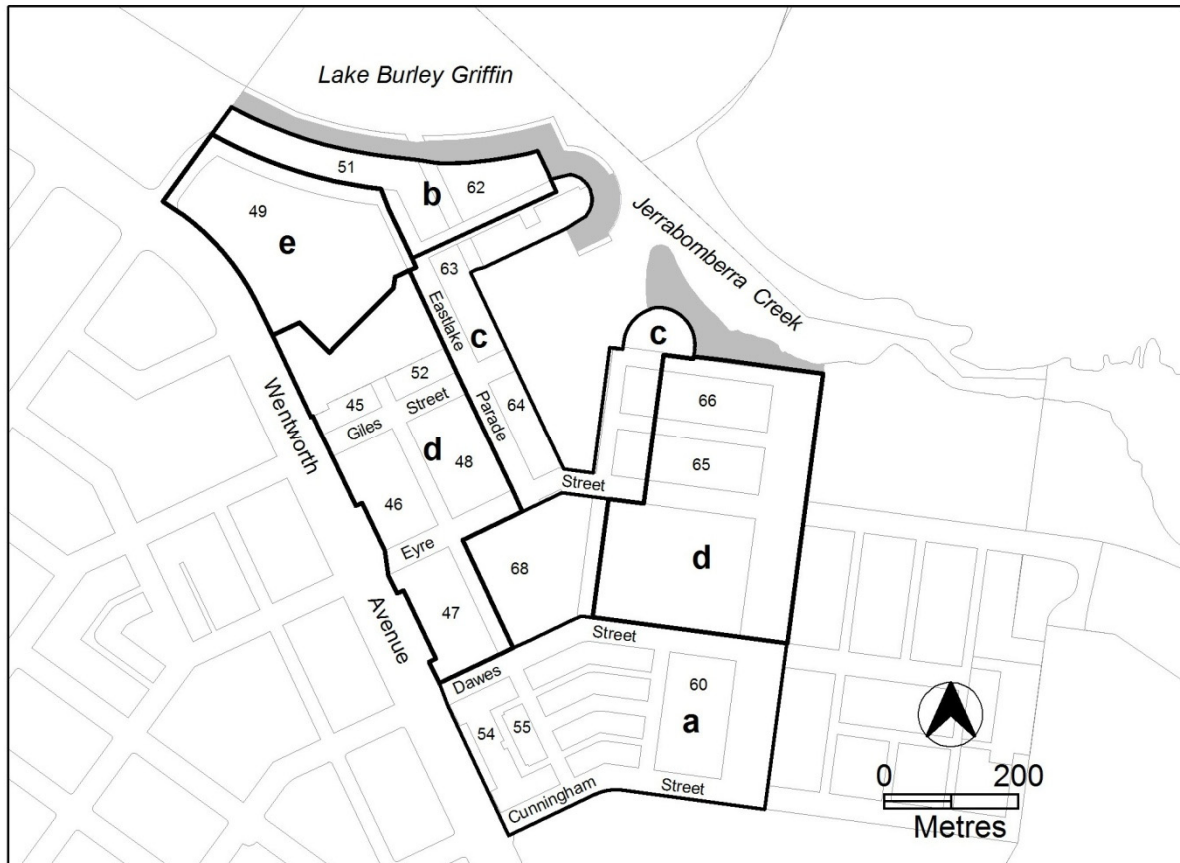 Lake Burley Griffin
51
62
b
49
e
Jerrabomberra Creek
63
Eastlake
c
c
52
66
45
Street
64
Parade
Wentworth
Giles
d
48
65
46
Street
Eyre
68
d
47
Avenue
Street
Dawes
60
a
54
55
Cunningham
Street
0 200
Metres